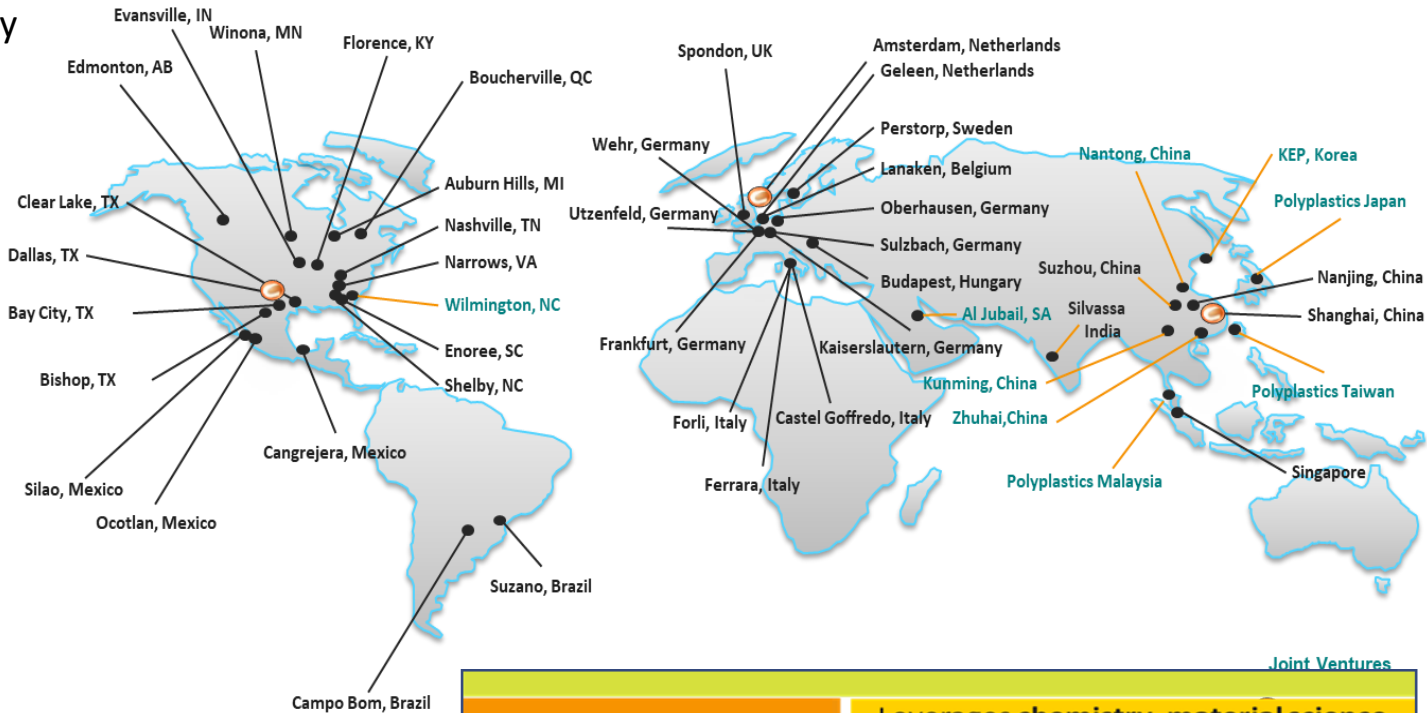 y
Evansville, IN
Winona, MN
Florence, KY
Edmonton, AB
Boucherville, QC
Auburn Hills, MI
Clear Lake, TX
Nashville, TN
Dallas, TX
Narrows, VA
Bay City, TX
Wilmington, NC
Enoree, SC
Bishop, TX
Shelby, NC
Cangrejera, Mexico
Silao, Mexico
Ocotlan, Mexico
Suzano, Brazil
Campo Bom, Brazil
Spondon, UK
Amsterdam, Netherlands
Geleen, Netherlands
Perstorp, Sweden
Wehr, Germany
Lanaken, Belgium
Utzenfeld, Germany
Oberhausen, Germany
Sulzbach, Germany
Budapest, Hungary
Al Jubail, SA
Frankfurt, Germany
Kaiserslautern, Germany
Forli, Italy
Castel Goffredo, Italy
Ferrara, Italy
Nantong, China
KEP, Korea
Polyplastics Japan
Suzhou, China
Nanjing, China
Silvassa
India
Shanghai, China
Kunming, China
Polyplastics Taiwan
Zhuhai,China
Polyplastics Malaysia
Singapore
Joint Ventures
Leverages chemistry, material science